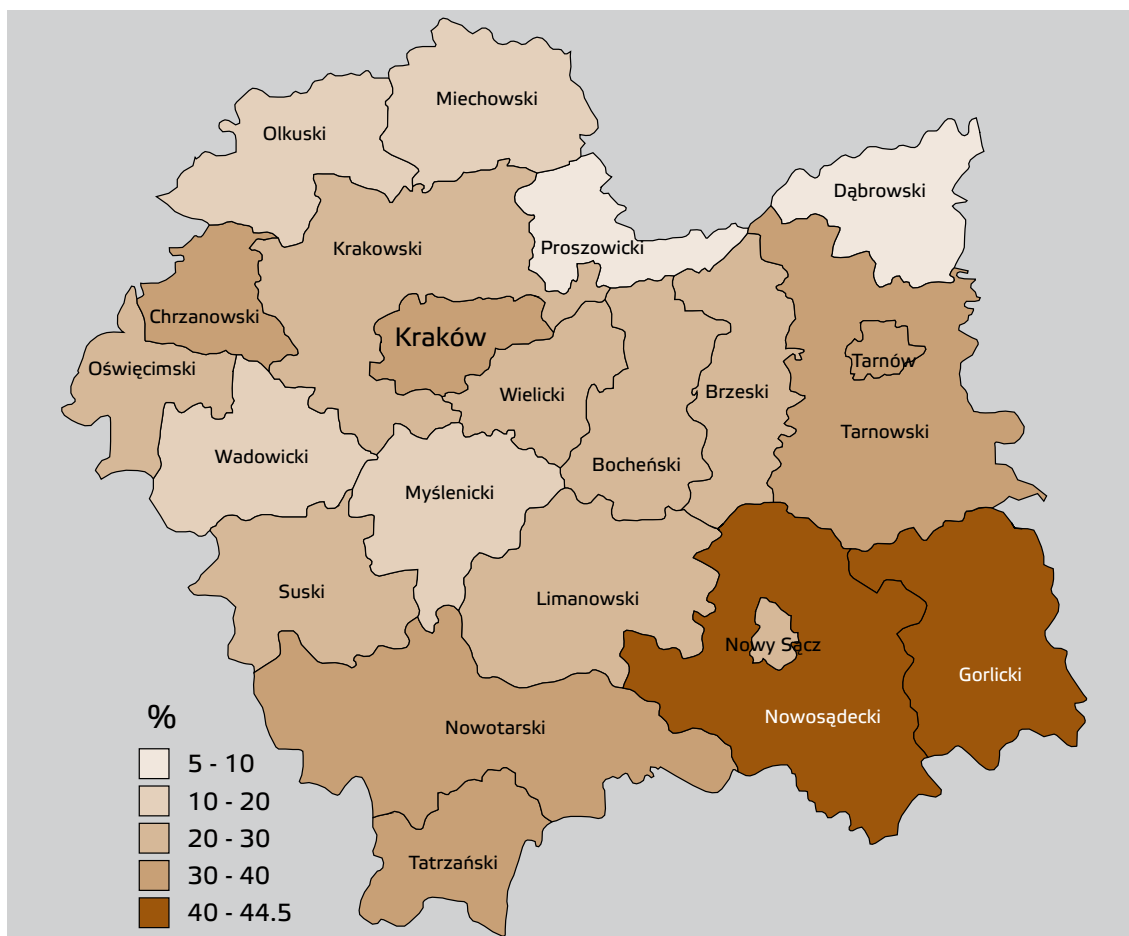 Miechowski
Olkuski
Dąbrowski
Krakowski
Proszowicki
Chrzanowski
Kraków
Tarnów
Oświęcimski
Wielicki
Brzeski
Tarnowski
Wadowicki
Bocheński
Myślenicki
Suski
Limanowski
Nowy Sącz
Gorlicki
Nowosądecki
Nowotarski
Tatrzański
%
5 - 10
10 - 20
20 - 30
30 - 40
40 - 44.5